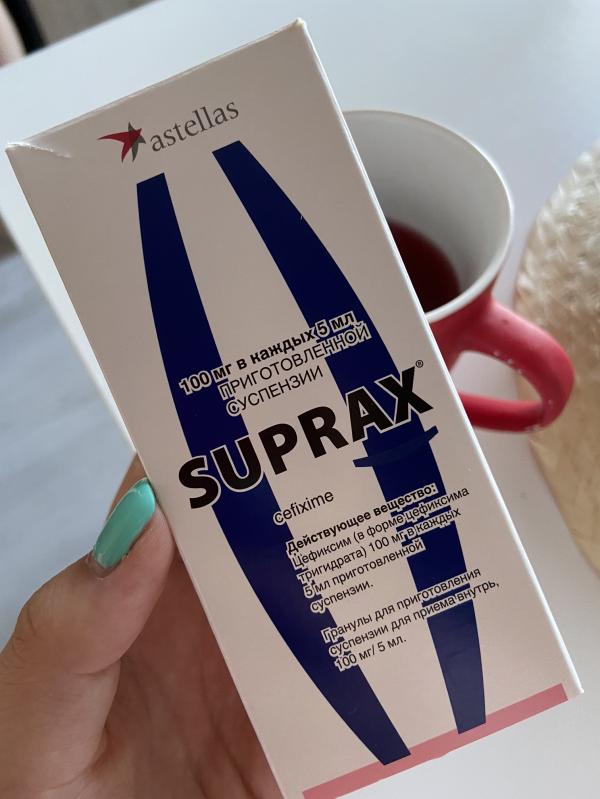 astellas
100 мг в каждых 5 мл
ПРИГОТОВЛЕННОЙ
СУСПЕНЗИИ
SUPRAX®
cefixime
Действующее вещество:
Цефиксим (в форме цефиксима
тригидрата) 100 мг в каждых
5 мл приготовленной
суспензии.
Гранулы для приготовления
суспензии для приема внутрь,
100 мг/ 5 мл.